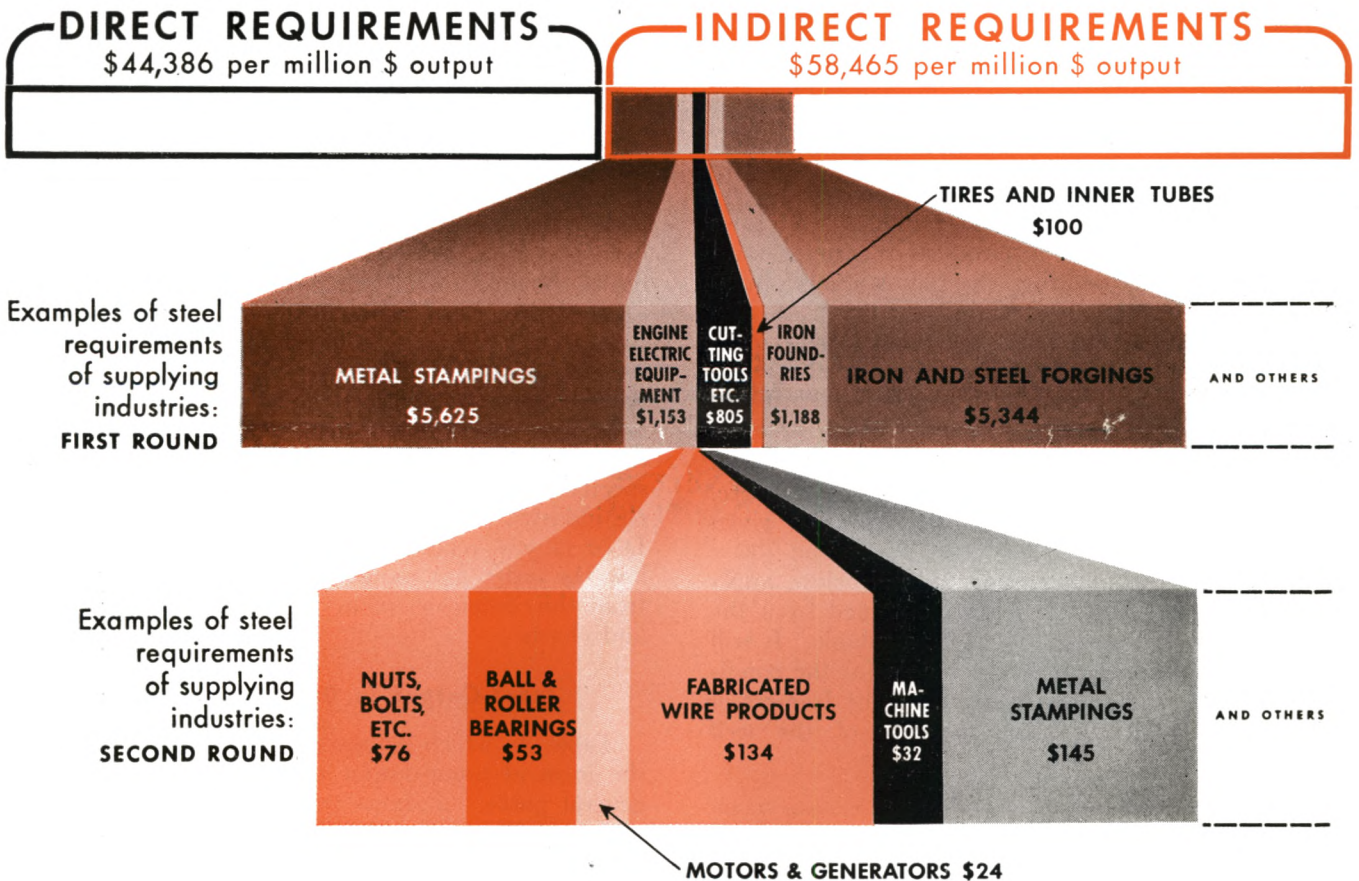 DIRECT REQUIREMENTS
$44,386 per million $ output
INDIRECT REQUIREMENTS
$58,465 per million $ output
TIRES AND INNER TUBES
$100
Examples of steel
requirements
of supplying
industries:
FIRST ROUND
METAL STAMPINGS
$5,625
ENGINE
ELECTRIC
EQUIP-
MENT
$1,153
CUT-
TING
TOOLS
ETC.
$805
IRON
FOUND-
RIES
$1,188
IRON AND STEEL FORGINGS
$5,344
AND OTHERS
Examples of steel
requirements
of supplying
industries:
SECOND ROUND
NUTS,
BOLTS,
ETC.
$76
BALL &
ROLLER
BEARINGS
$53
FABRICATED
WIRE PRODUCTS
$134
MA-
CHINE
TOOLS
$32
METAL
STAMPINGS
$145
AND OTHERS
MOTORS & GENERATORS $24